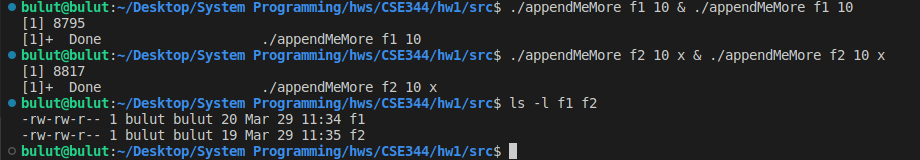 bulut@bulut:~/Desktop/System Programming/hws/CSE344/hw1/src$ ./appendMeMore f1 10 & ./appendMeMore f1 10
[1] 8795
[1]+  Done                    ./appendMeMore f1 10
bulut@bulut:~/Desktop/System Programming/hws/CSE344/hw1/src$ ./appendMeMore f2 10 x & ./appendMeMore f2 10 x
[1] 8817
[1]+  Done                    ./appendMeMore f2 10 x
bulut@bulut:~/Desktop/System Programming/hws/CSE344/hw1/src$ ls -l f1 f2
-rw-rw-r-- 1 bulut bulut 20 Mar 29 11:34 f1
-rw-rw-r-- 1 bulut bulut 19 Mar 29 11:35 f2
bulut@bulut:~/Desktop/System Programming/hws/CSE344/hw1/src$